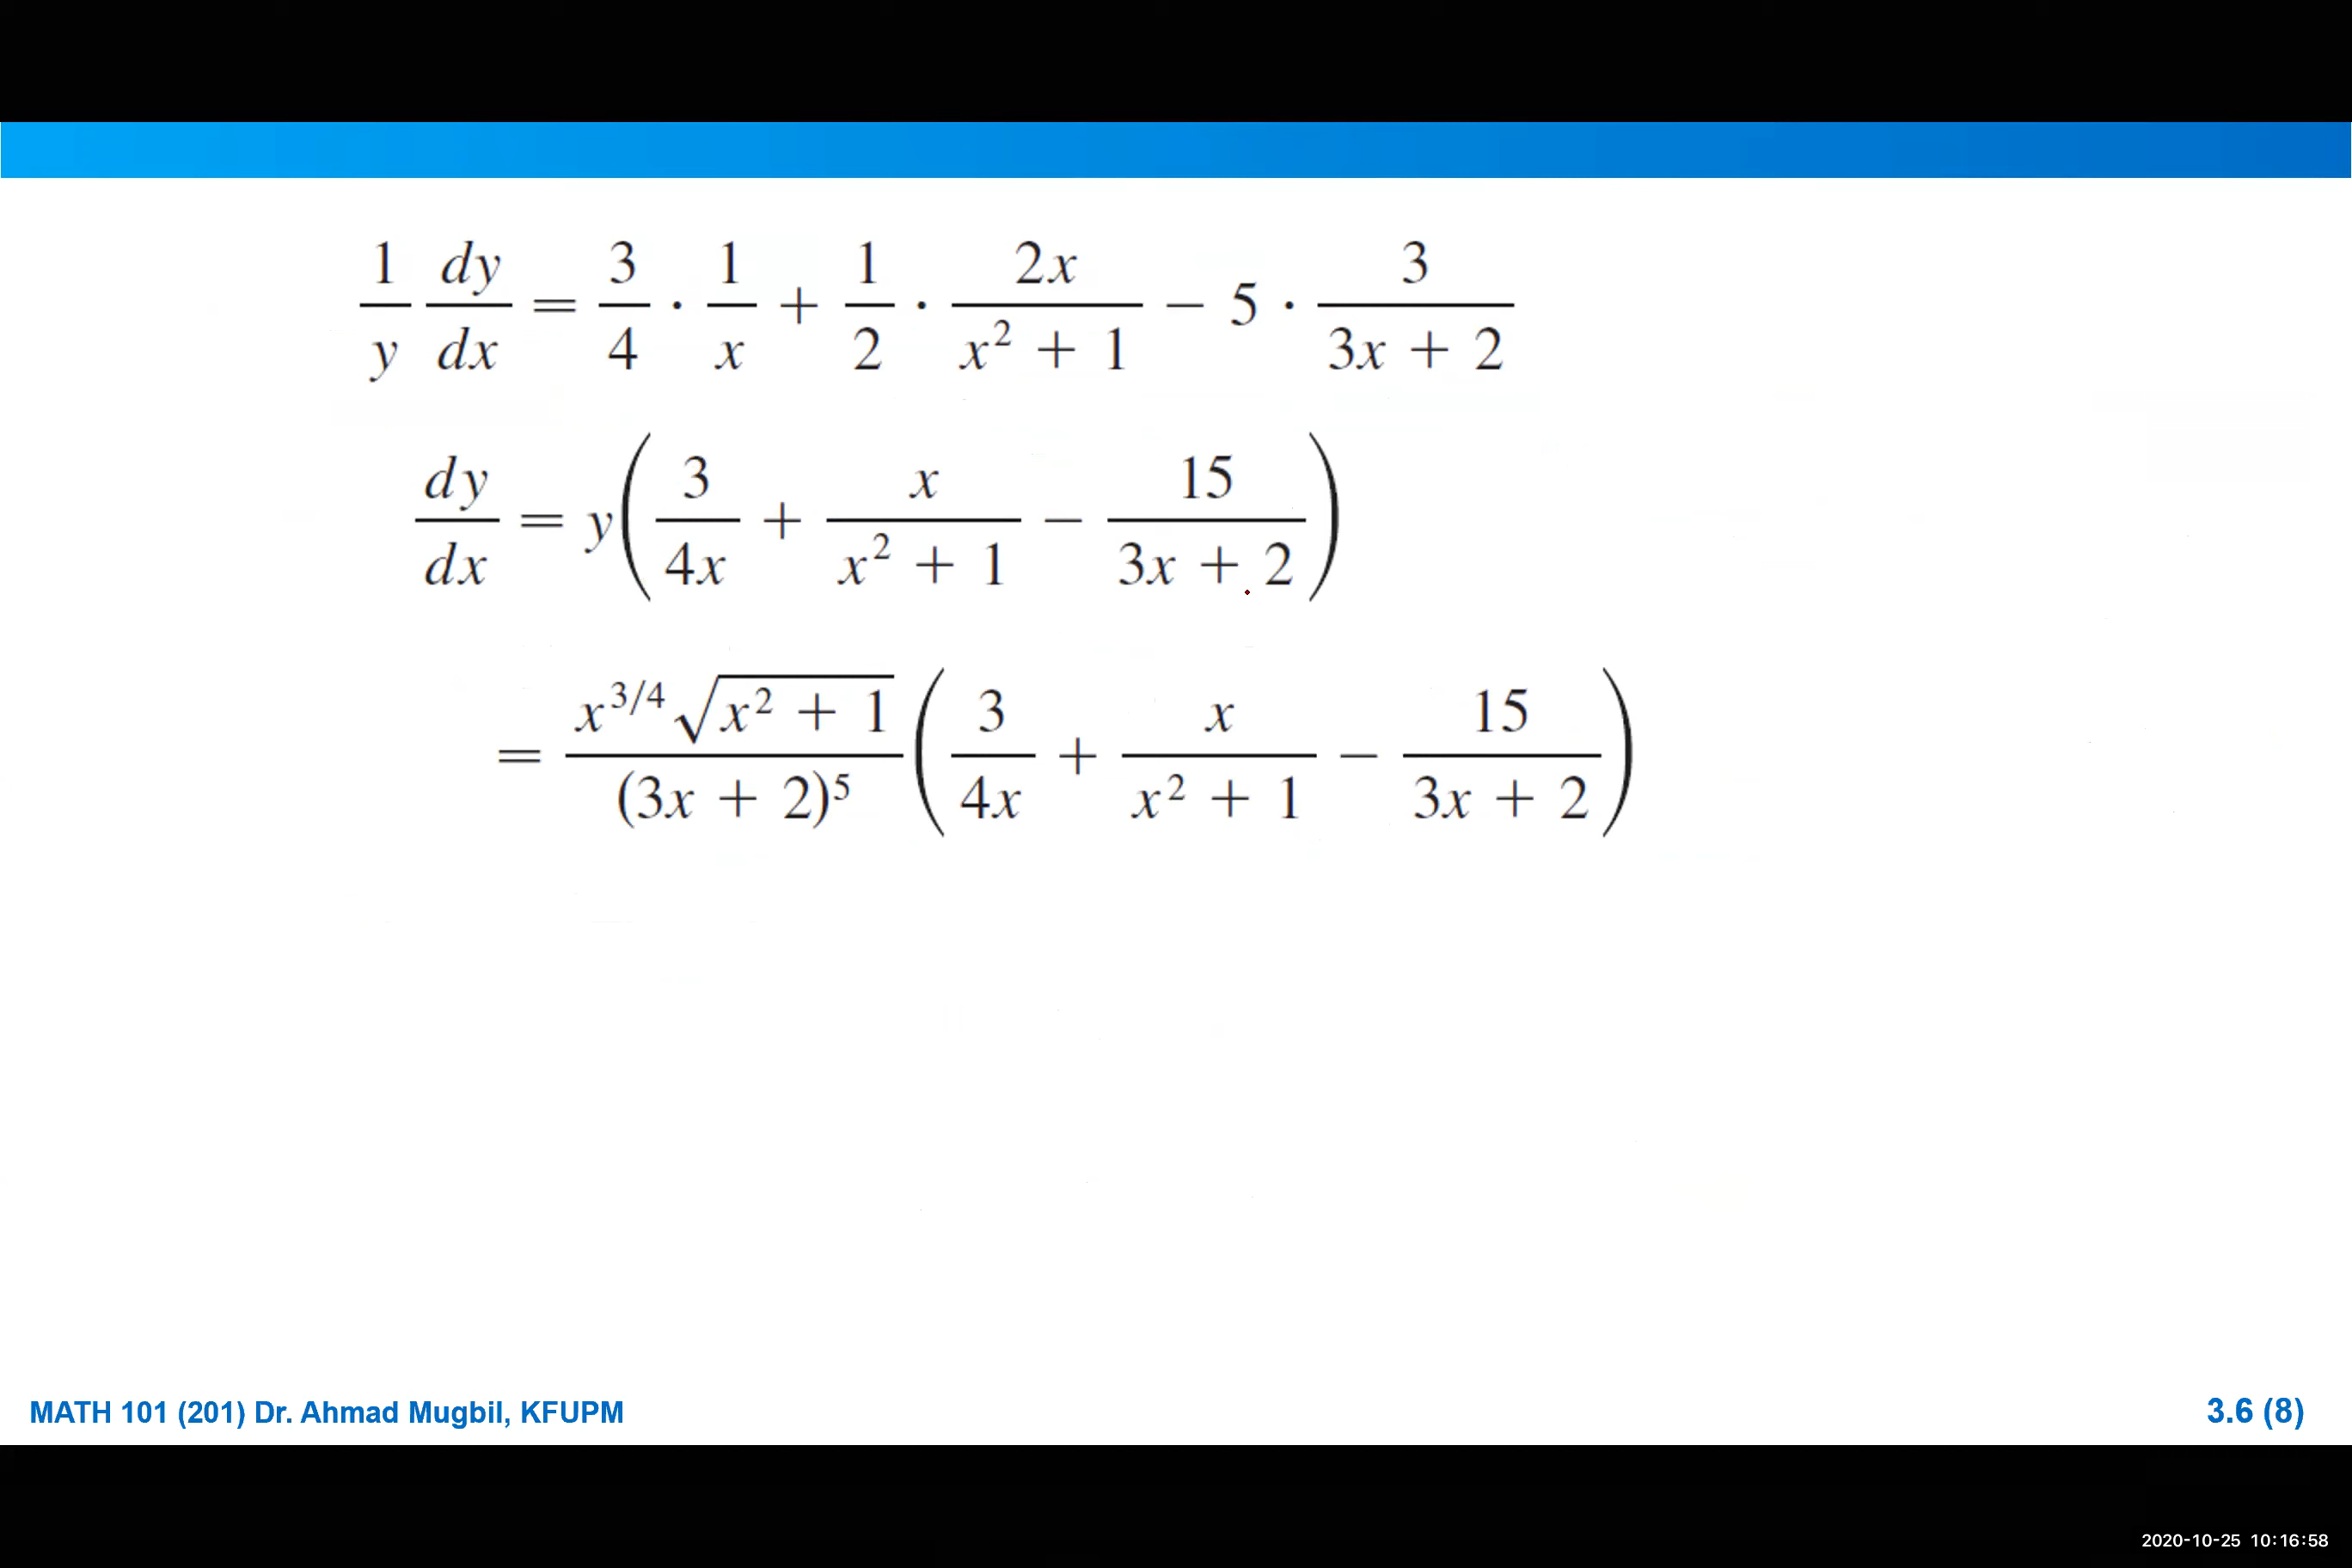 1/y dy/dx = 3/4 · 1/x + 1/2 · 2x/(x² + 1) − 5 · 3/(3x + 2)
dy/dx = y(3/(4x) + x/(x² + 1) − 15/(3x + 2))
= x^(3/4)√(x² + 1)/(3x + 2)⁵ (3/(4x) + x/(x² + 1) − 15/(3x + 2))
MATH 101 (201) Dr. Ahmad Mugbil, KFUPM 3.6 (8)
2020-10-25 10:16:58